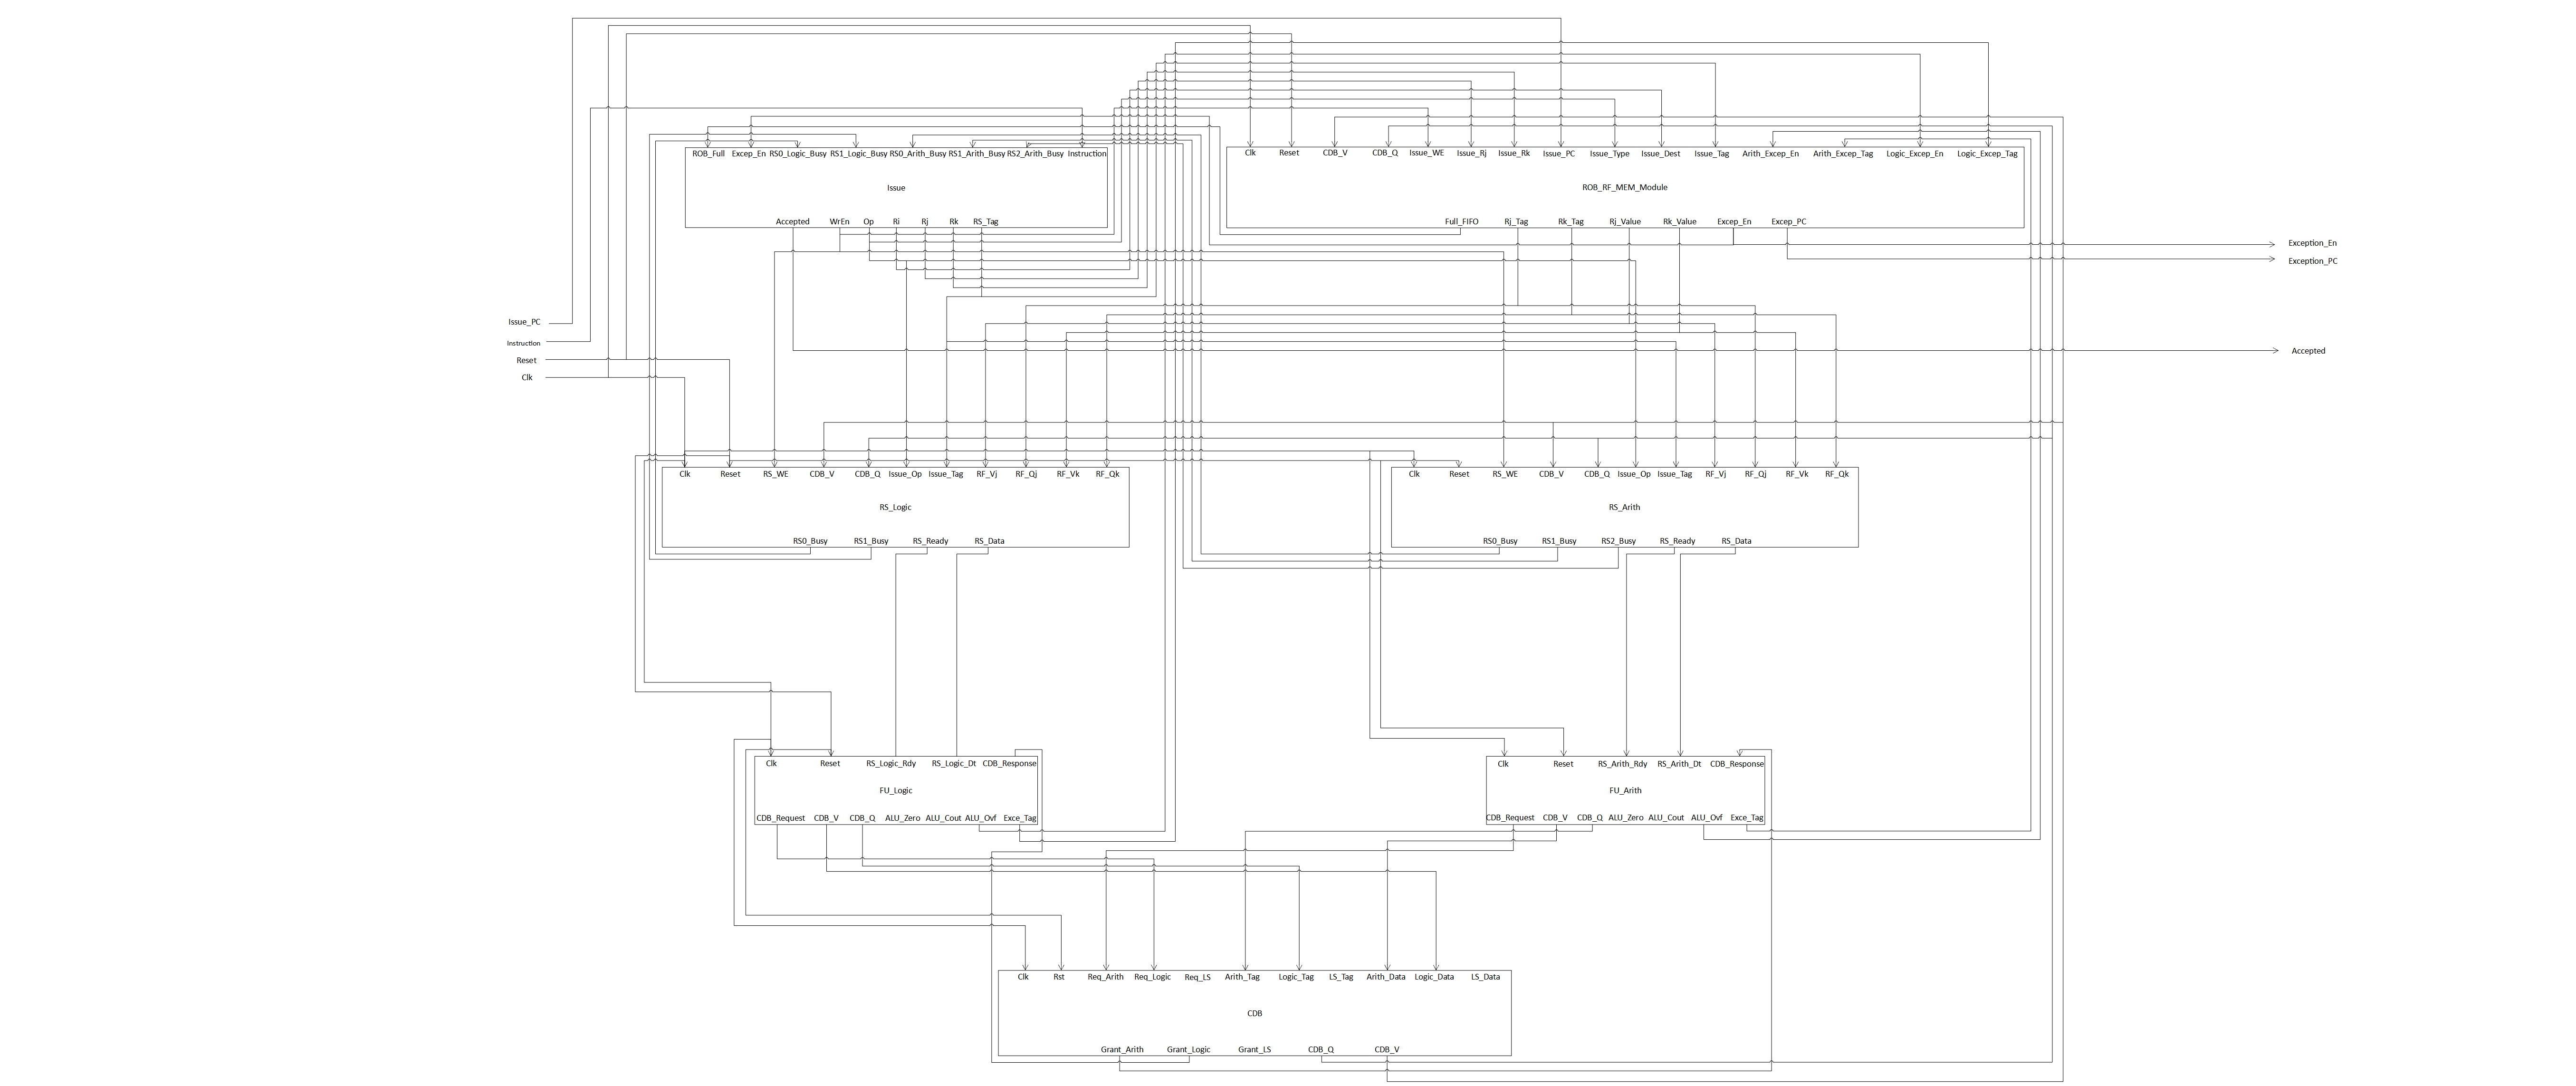 ROB_Full Excep_En RS0_Logic_Busy RS1_Logic_Busy RS0_Arith_Busy RS1_Arith_Busy RS2_Arith_Busy Instruction
Issue
Accepted WrEn Op Ri Rj Rk RS_Tag
Clk Reset CDB_V CDB_Q Issue_WE Issue_Rj Issue_Rk Issue_PC Issue_Type Issue_Dest Issue_Tag Arith_Excep_En Arith_Excep_Tag Logic_Excep_En Logic_Excep_Tag
ROB_RF_MEM_Module
Full_FIFO Rj_Tag Rk_Tag Rj_Value Rk_Value Excep_En Excep_PC
Exception_En
Exception_PC
Issue_PC
Instruction
Reset
Clk
Accepted
Clk Reset RS_WE CDB_V CDB_Q Issue_Op Issue_Tag RF_Vj RF_Qj RF_Vk RF_Qk
RS_Logic
RS0_Busy RS1_Busy RS_Ready RS_Data
Clk Reset RS_WE CDB_V CDB_Q Issue_Op Issue_Tag RF_Vj RF_Qj RF_Vk RF_Qk
RS_Arith
RS0_Busy RS1_Busy RS2_Busy RS_Ready RS_Data
Clk Reset RS_Logic_Rdy RS_Logic_Dt CDB_Response
FU_Logic
CDB_Request CDB_V CDB_Q ALU_Zero ALU_Cout ALU_Ovf Exce_Tag
Clk Reset RS_Arith_Rdy RS_Arith_Dt CDB_Response
FU_Arith
CDB_Request CDB_V CDB_Q ALU_Zero ALU_Cout ALU_Ovf Exce_Tag
Clk Rst Req_Arith Req_Logic Req_LS Arith_Tag Logic_Tag LS_Tag Arith_Data Logic_Data LS_Data
CDB
Grant_Arith Grant_Logic Grant_LS CDB_Q CDB_V